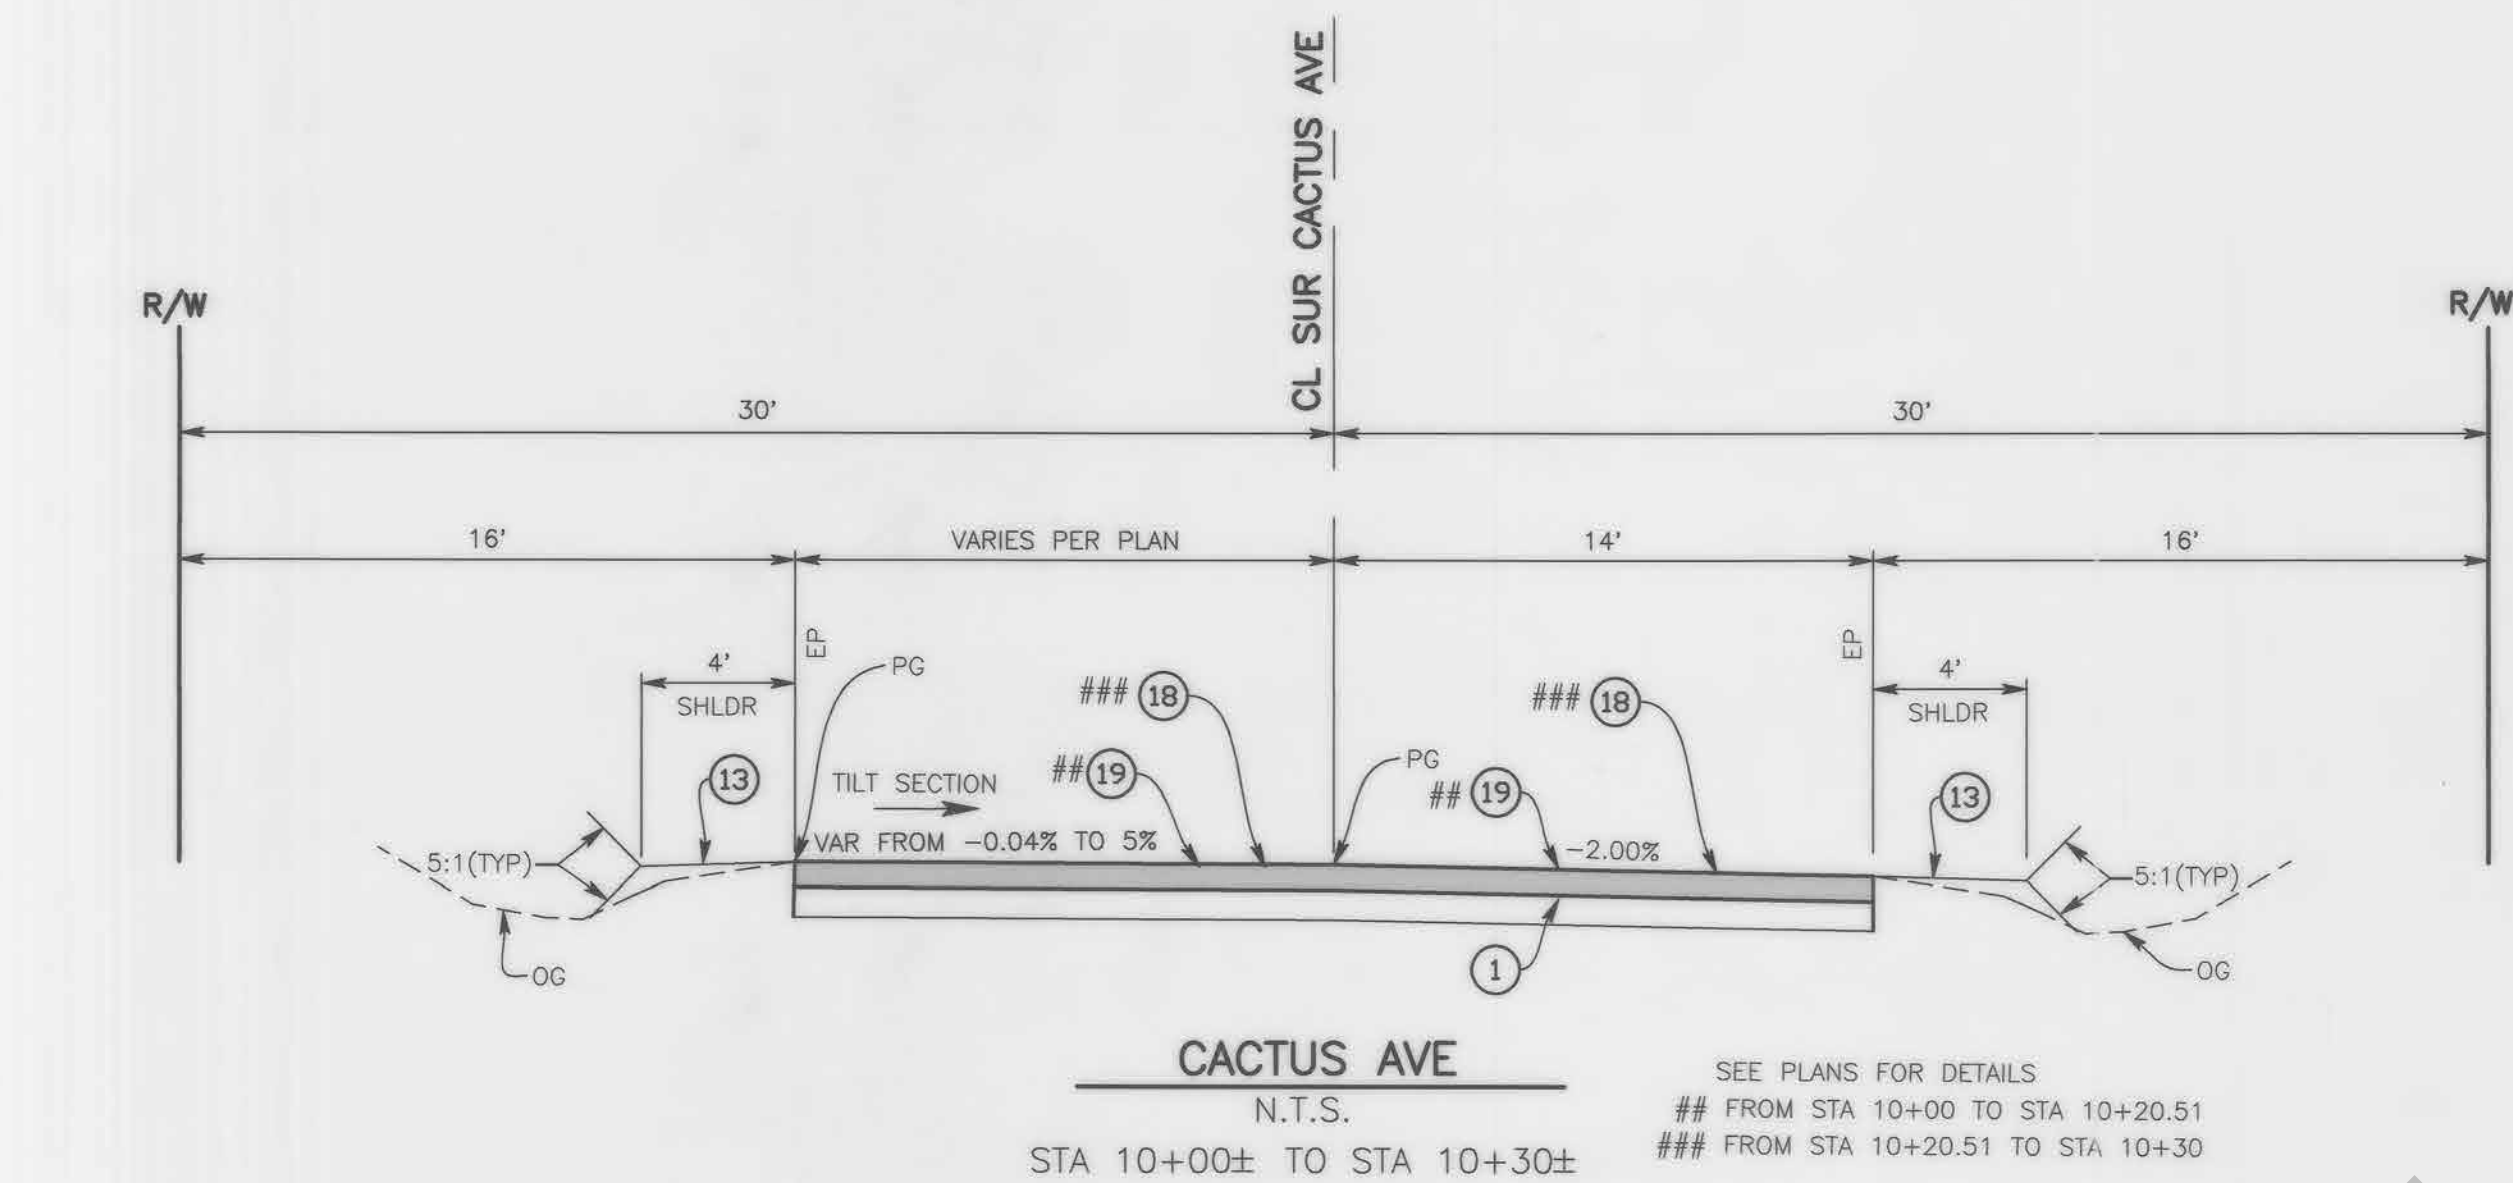 CL SUR CACTUS AVE
R/W
R/W
30'
30'
16'
VARIES PER PLAN
14'
16'
EP
EP
4'
SHLDR
PG
### 18
### 18
4'
SHLDR
13
TILT SECTION
## 19
PG
## 19
13
VAR FROM -0.04% TO 5%
-2.00%
5:1(TYP)
5:1(TYP)
OG
1
OG
CACTUS AVE
N.T.S.
STA 10+00± TO STA 10+30±
SEE PLANS FOR DETAILS
## FROM STA 10+00 TO STA 10+20.51
### FROM STA 10+20.51 TO STA 10+30